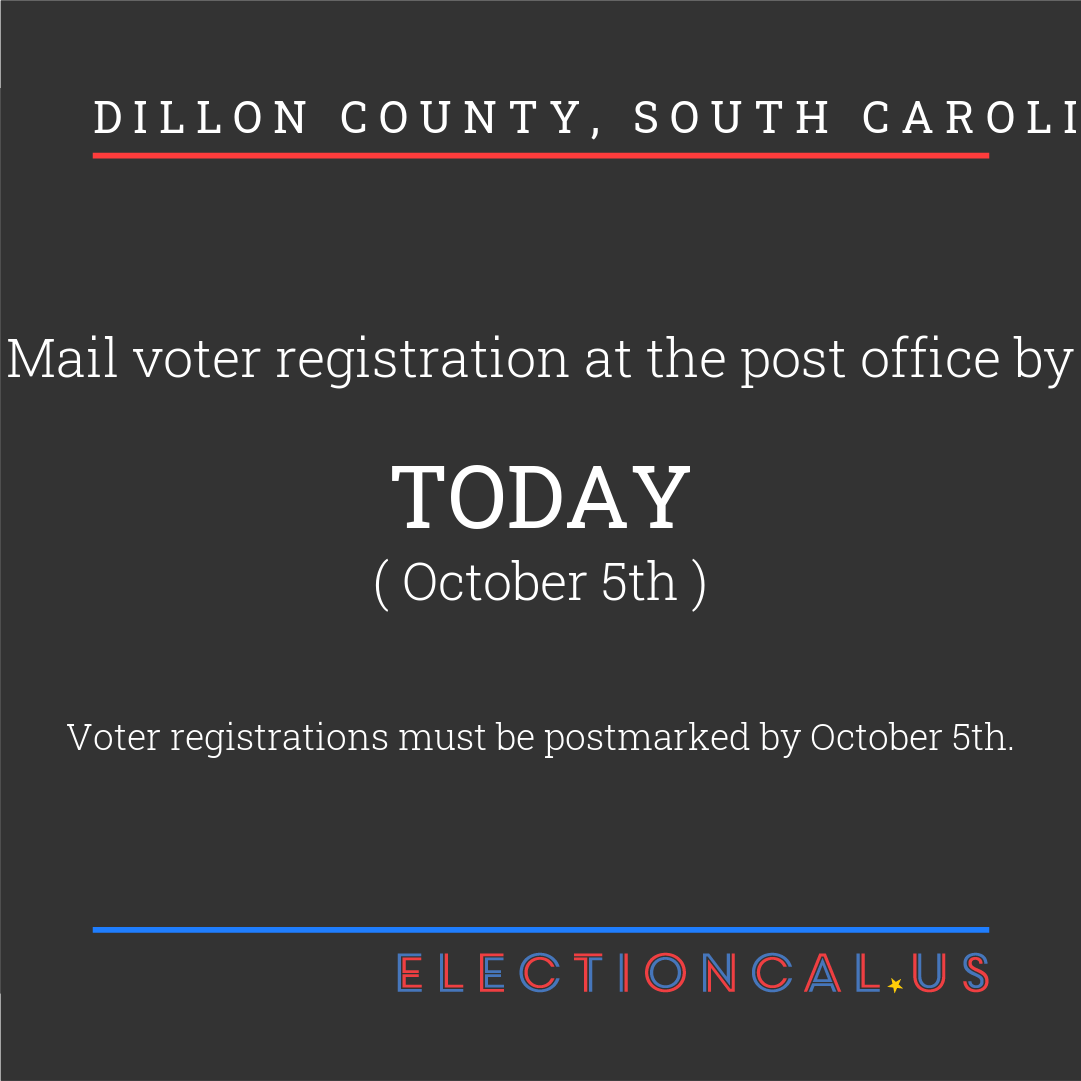 DILLON COUNTY, SOUTH CAROLI
Mail voter registration at the post office by
TODAY
( October 5th )
Voter registrations must be postmarked by October 5th.
ELECTIONCAL.US